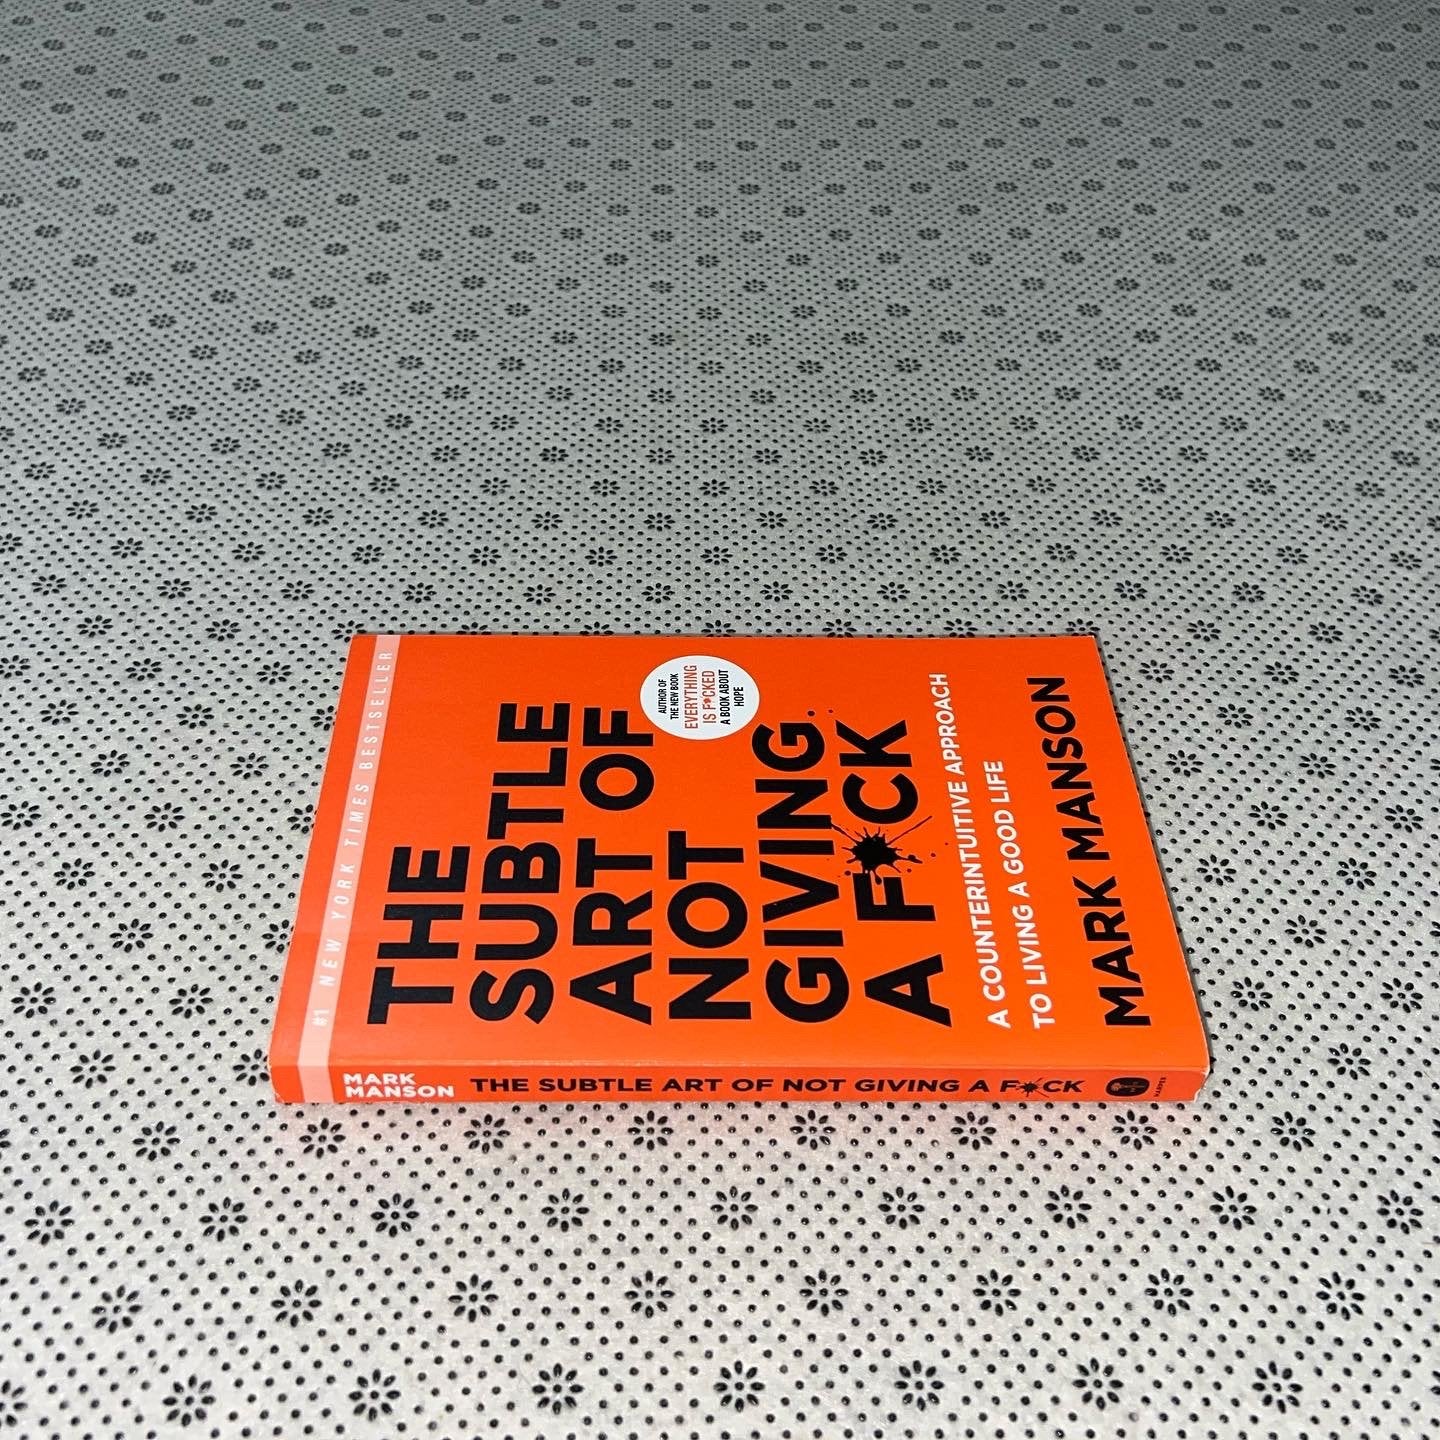 #1 NEW YORK TIMES BESTSELLER
THE
SUBTLE
ART OF
NOT
GIVING
A F*CK
AUTHOR OF
THE NEW BOOK
EVERYTHING
IS F*CKED
A BOOK ABOUT
HOPE
A COUNTERINTUITIVE APPROACH
TO LIVING A GOOD LIFE
MARK MANSON
MARK
MANSON
THE SUBTLE ART OF NOT GIVING A F*CK
HARPER